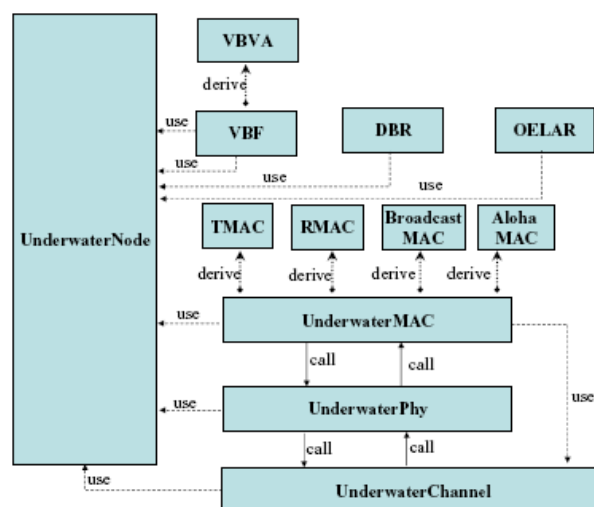 VBVA
derive
use
VBF
DBR
OELAR
use
use
use
TMAC
RMAC
Broadcast
MAC
Aloha
MAC
UnderwaterNode
derive
derive
derive
derive
use
UnderwaterMAC
call
call
use
use
UnderwaterPhy
call
call
use
UnderwaterChannel